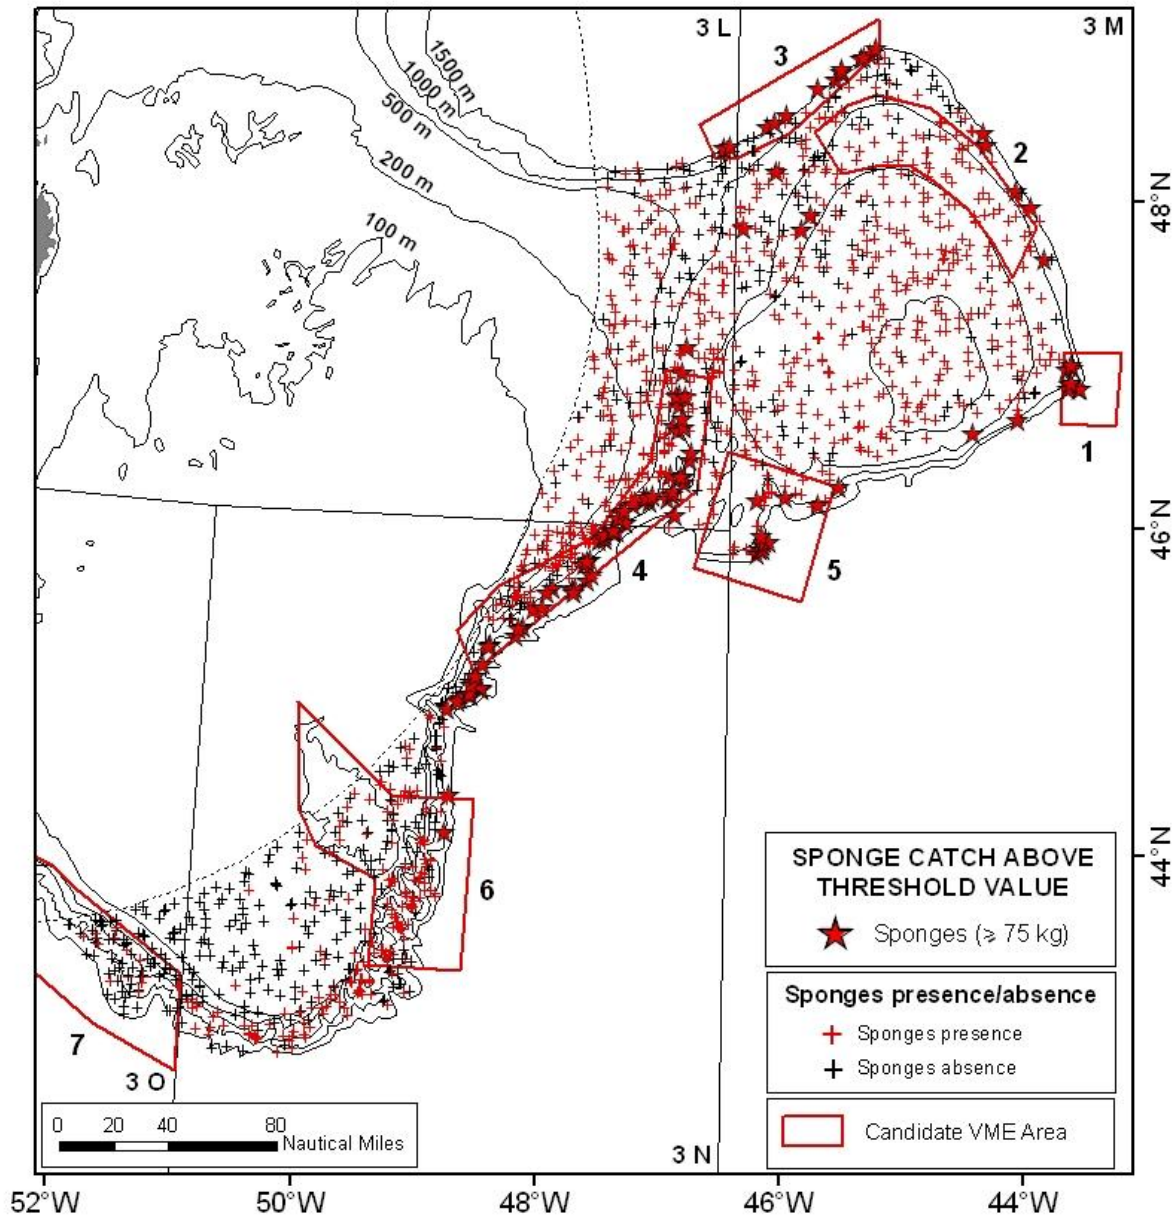 3 L
3 M
3
1500 m
1000 m
500 m
200 m
100 m
2
48°N
1
46°N
4
5
44°N
6
7
3 O
3 N
SPONGE CATCH ABOVE
THRESHOLD VALUE
Sponges (⩾ 75 kg)
Sponges presence/absence
Sponges presence
Sponges absence
Candidate VME Area
0 20 40 80
Nautical Miles
52°W 50°W 48°W 46°W 44°W